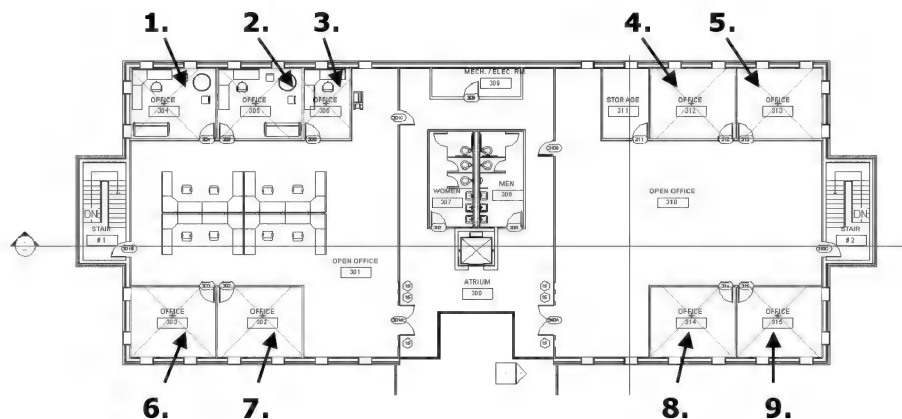 1. 2. 3. 4. 5.
MECH. / ELEC. RM.
309
OFFICE
304
OFFICE
305
OFFICE
306
STORAGE
311
OFFICE
312
OFFICE
313
WOMEN
307
MEN
308
OPEN OFFICE
310
DN
STAIR
#1
STAIR
#2
OPEN OFFICE
301
ATRIUM
300
OFFICE
303
OFFICE
302
OFFICE
314
OFFICE
315
6. 7. 8. 9.